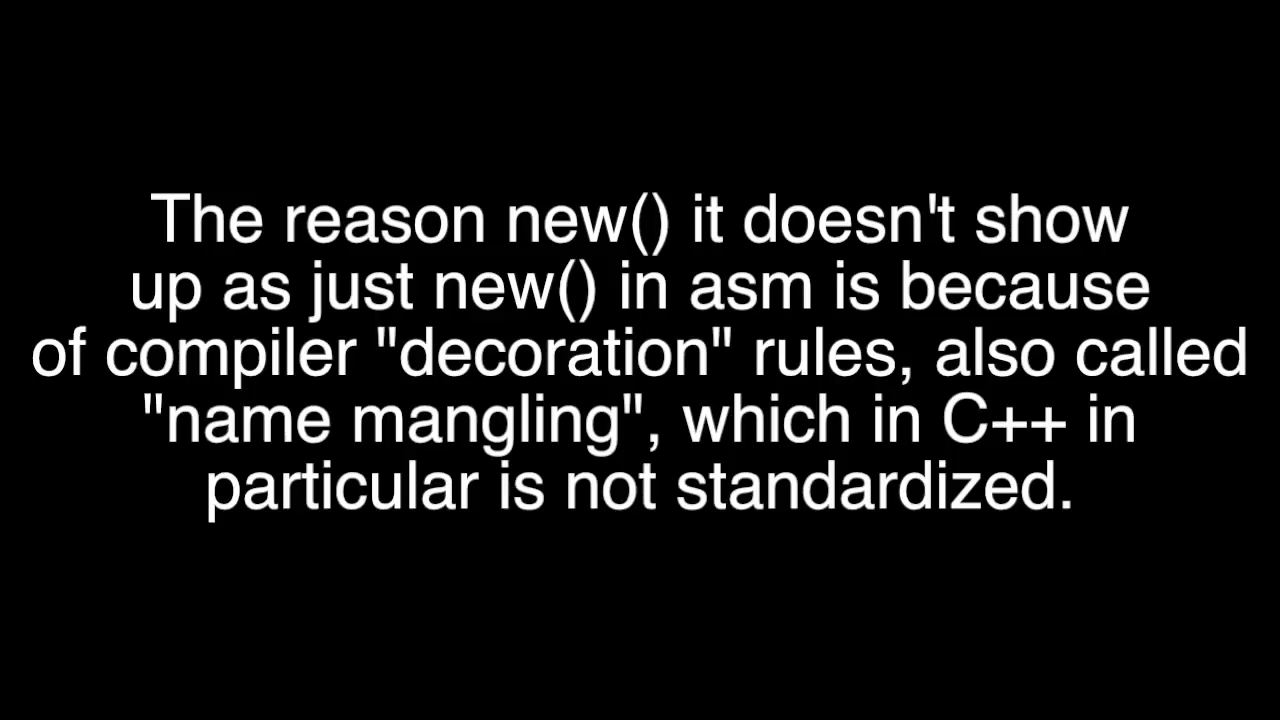 The reason new() it doesn't show
up as just new() in asm is because
of compiler "decoration" rules, also called
"name mangling", which in C++ in
particular is not standardized.